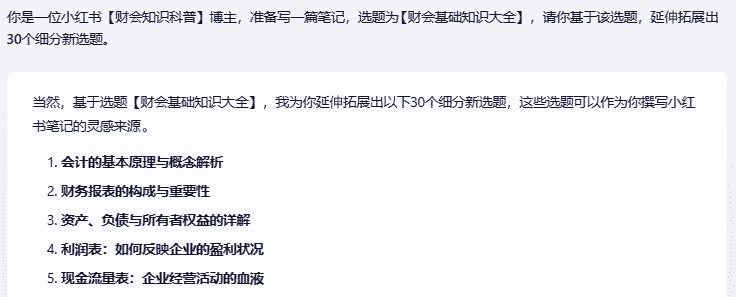 你是一位小红书【财会知识科普】博主，准备写一篇笔记，选题为【财会基础知识大全】，请你基于该选题，延伸拓展出
30个细分新选题。
当然，基于选题【财会基础知识大全】，我为你延伸拓展出以下30个细分新选题，这些选题可以作为你撰写小红
书笔记的灵感来源。
1. 会计的基本原理与概念解析
2. 财务报表的构成与重要性
3. 资产、负债与所有者权益的详解
4. 利润表：如何反映企业的盈利状况
5. 现金流量表：企业经营活动的血液